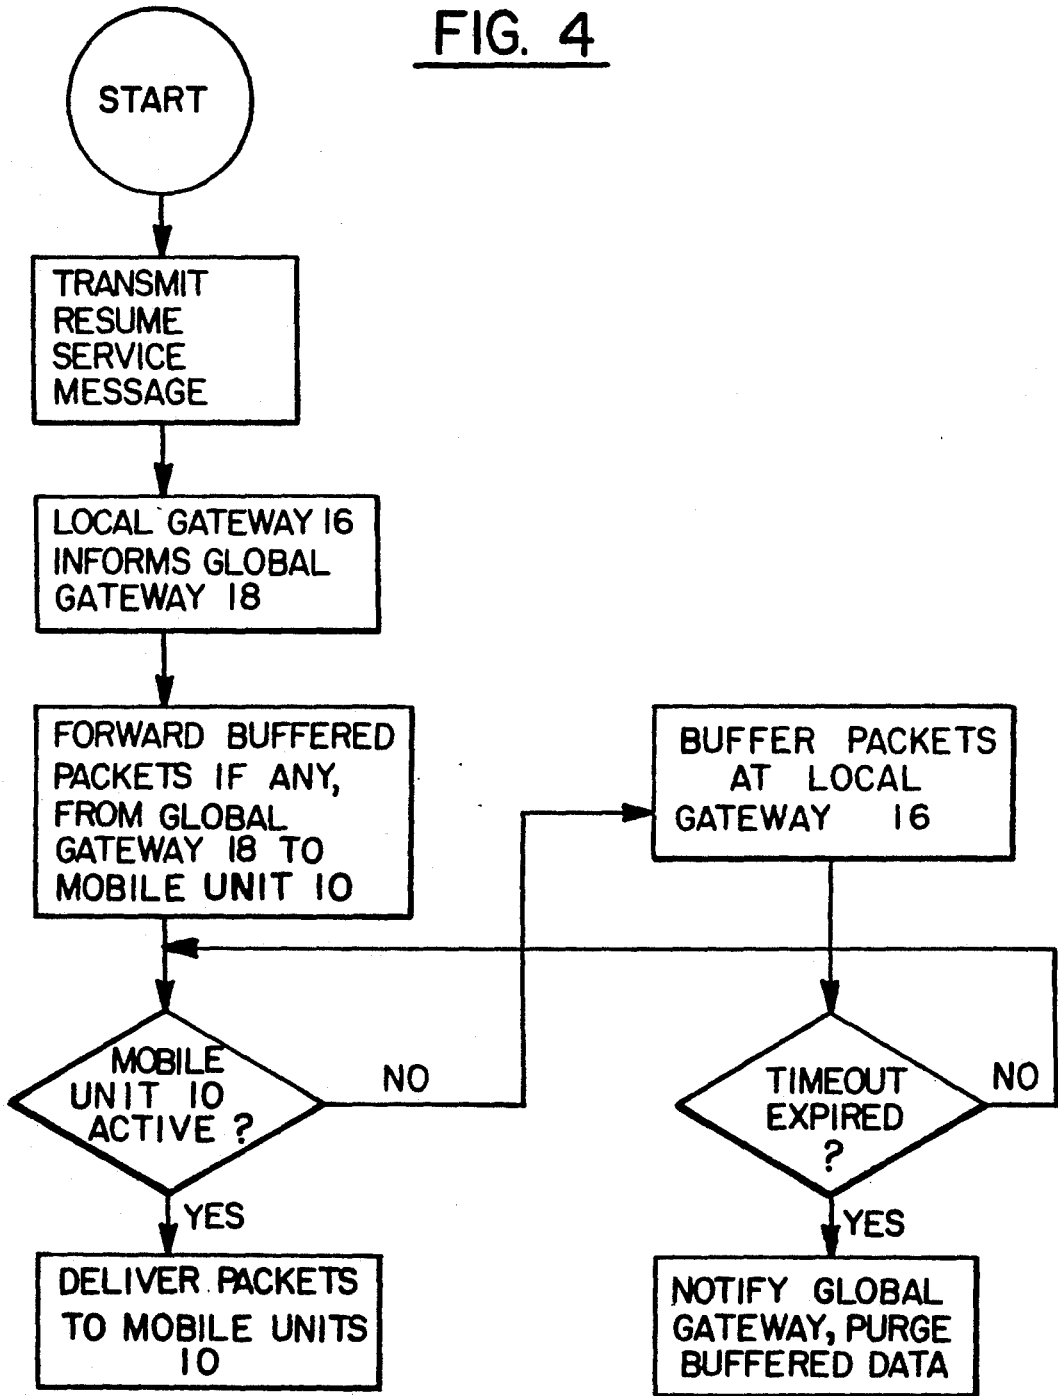 FIG. 4
START
TRANSMIT
RESUME
SERVICE
MESSAGE
LOCAL GATEWAY 16
INFORMS GLOBAL
GATEWAY 18
FORWARD BUFFERED
PACKETS IF ANY,
FROM GLOBAL
GATEWAY 18 TO
MOBILE UNIT 10
BUFFER PACKETS
AT LOCAL
GATEWAY 16
MOBILE
UNIT 10
ACTIVE ?
NO
TIMEOUT
EXPIRED
?
NO
YES
YES
DELIVER PACKETS
TO MOBILE UNITS
10
NOTIFY GLOBAL
GATEWAY, PURGE
BUFFERED DATA